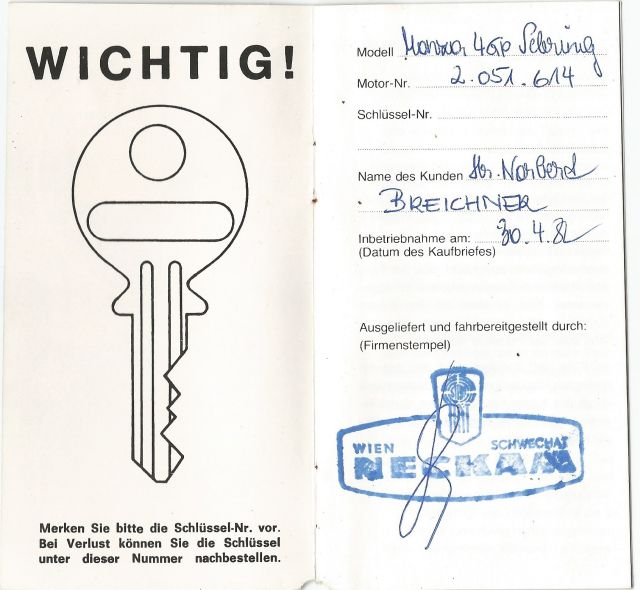 WICHTIG!
Merken Sie bitte die Schlüssel-Nr. vor.
Bei Verlust können Sie die Schlüssel
unter dieser Nummer nachbestellen.
Modell Sebring
Motor-Nr. 2.051.614
Schlüssel-Nr.
Name des Kunden Hr. Norbert
BREICHNER
Inbetriebnahme am: 30.4.82
(Datum des Kaufbriefes)
Ausgeliefert und fahrbereitgestellt durch:
(Firmenstempel)
WIEN SCHWECHAT